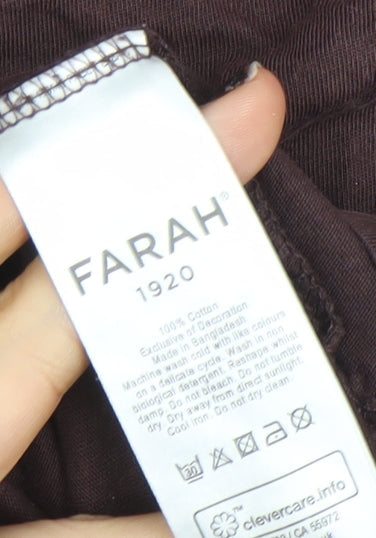 FARAH®
1920
100% Cotton
Exclusive of Decoration
Made in Bangladesh
Machine wash cold with like colours
on a delicate cycle. Wash in non
biological detergent. Reshape whilst
damp. Do not bleach. Do not tumble
dry. Dry away from direct sunlight.
Cool iron. Do not dry clean
30
™ clevercare.info
/ CA 55972